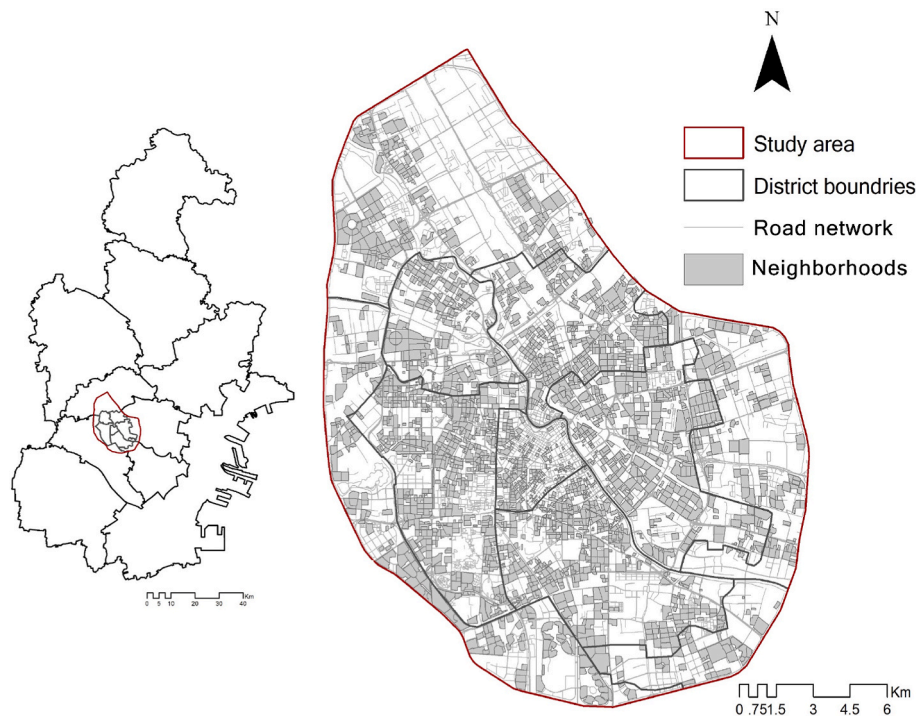 N
Study area
District boundries
Road network
Neighborhoods
Km
0 5 10 20 30 40
Km
0 .751.5 3 4.5 6